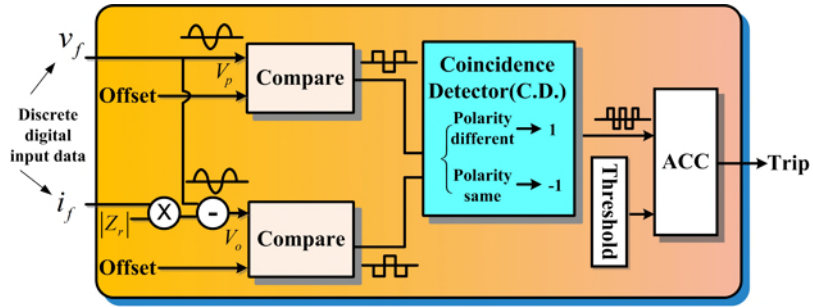 v_f
V_p
Compare
Offset
Discrete
digital
input data
i_f
|Z_r|
X
-
V_o
Compare
Offset
Coincidence
Detector(C.D.)
Polarity
different
1
Polarity
same
-1
Threshold
ACC
Trip